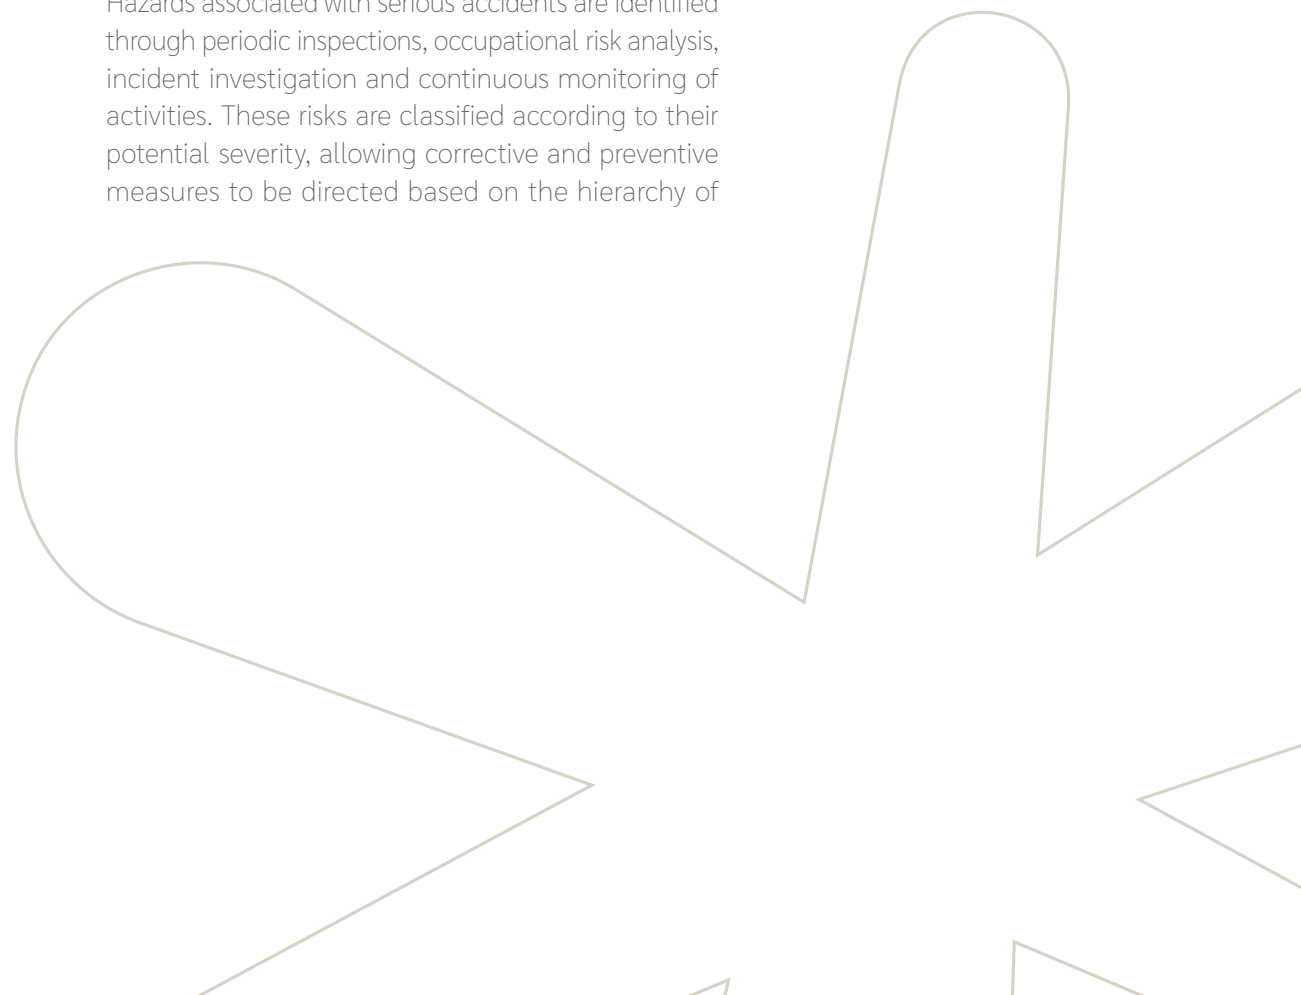 Hazards associated with serious accidents are identified
through periodic inspections, occupational risk analysis,
incident investigation and continuous monitoring of
activities. These risks are classified according to their
potential severity, allowing corrective and preventive
measures to be directed based on the hierarchy of